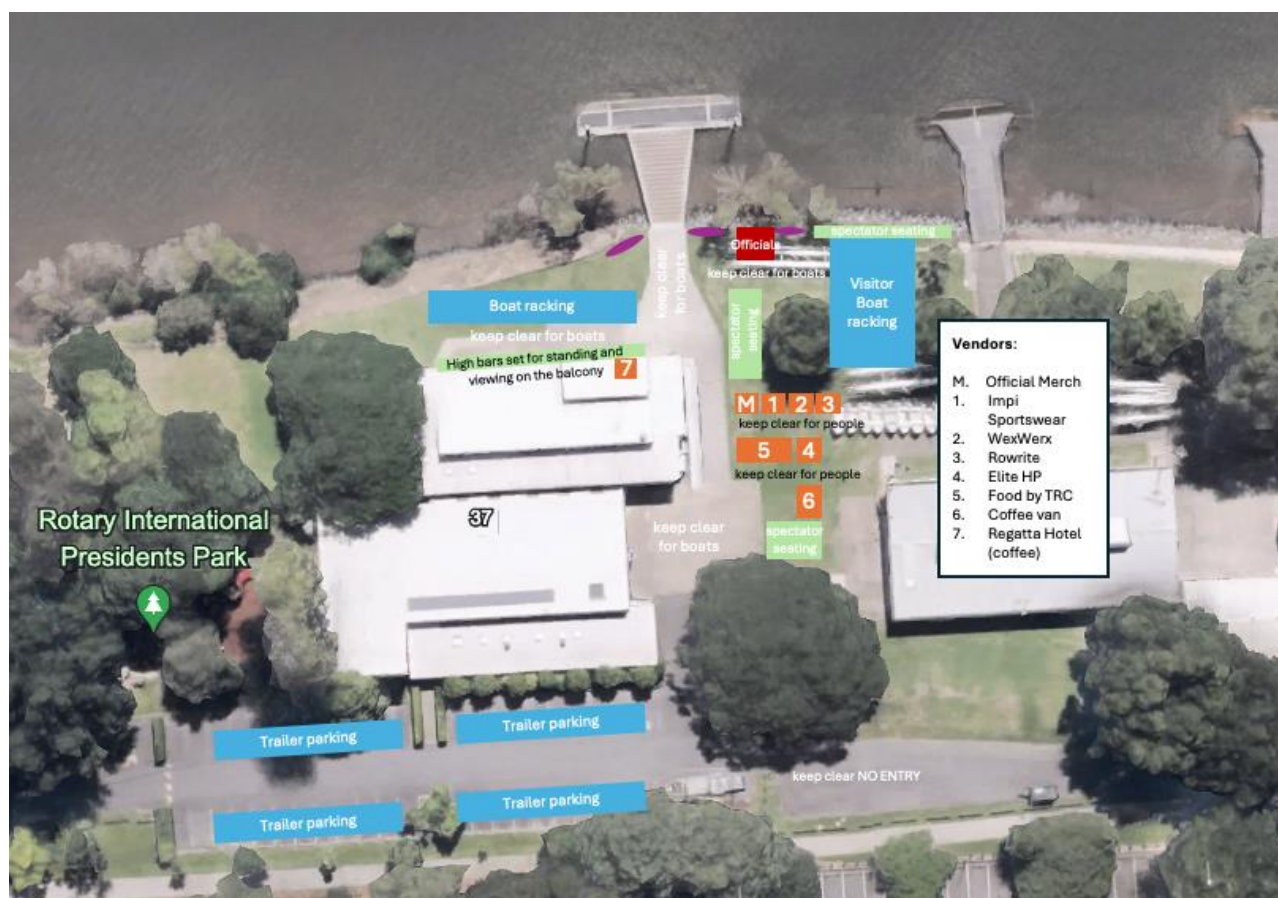 Officials
spectator seating
keep clear for boats
keep clear
for boats
Visitor
Boat
racking
Boat racking
keep clear for boats
spectator
seating
High bars set for standing and
viewing on the balcony
7
M 1 2 3
keep clear for people
5 4
keep clear for people
6
37
keep clear
for boats
spectator
seating
Vendors:
M. Official Merch
1. Impi
Sportswear
2. WexWerx
3. Rowrite
4. Elite HP
5. Food by TRC
6. Coffee van
7. Regatta Hotel
(coffee)
Rotary International
Presidents Park
Trailer parking
Trailer parking
keep clear NO ENTRY
Trailer parking
Trailer parking